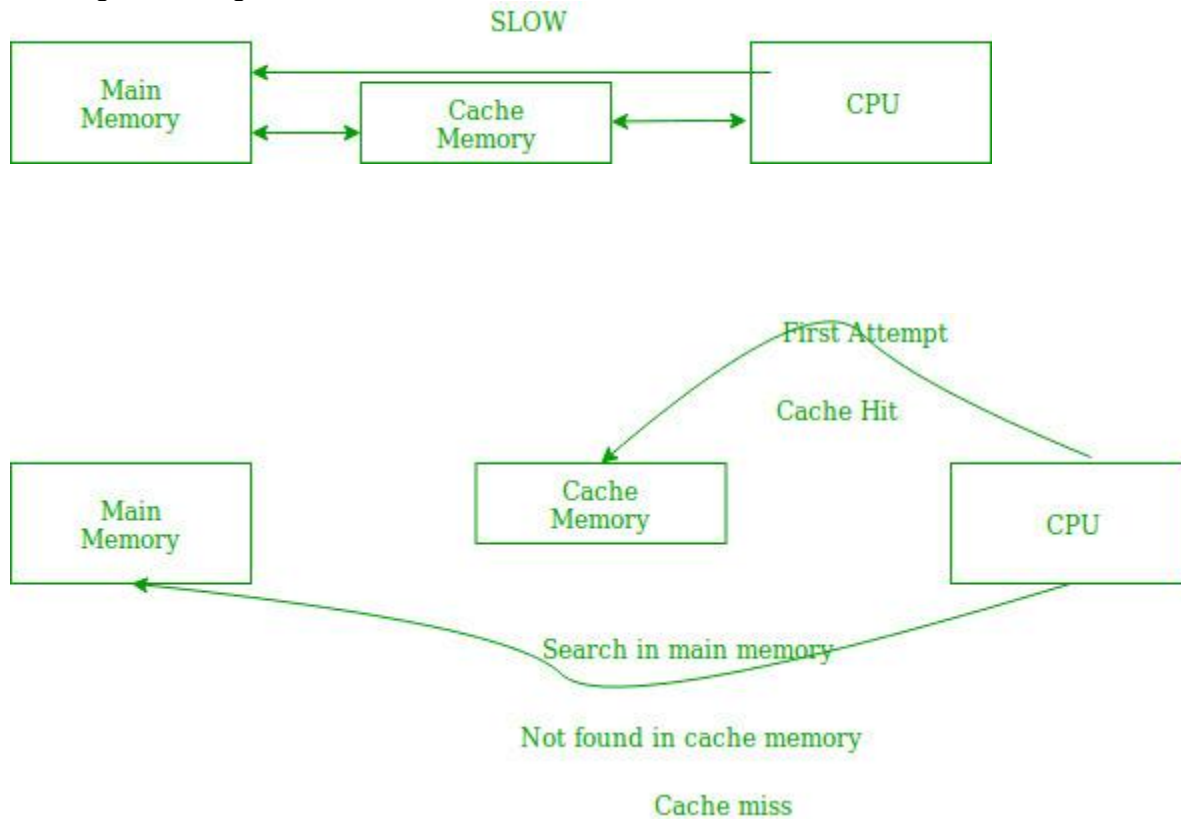 SLOW
Main
Memory
Cache
Memory
CPU
First Attempt
Cache Hit
Main
Memory
Cache
Memory
CPU
Search in main memory
Not found in cache memory
Cache miss